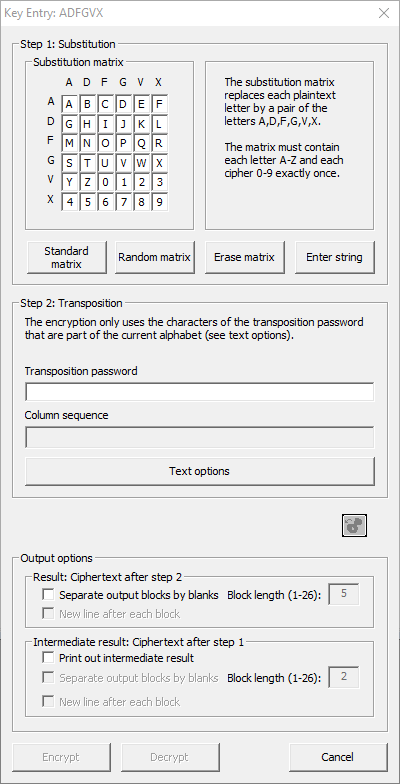 Key Entry: ADFGVX
Step 1: Substitution
Substitution matrix
A D F G V X
A A B C D E F
D G H I J K L
F M N O P Q R
G S T U V W X
V Y Z 0 1 2 3
X 4 5 6 7 8 9
The substitution matrix
replaces each plaintext
letter by a pair of the
letters A,D,F,G,V,X.
The matrix must contain
each letter A-Z and each
cipher 0-9 exactly once.
Standard
matrix
Random matrix
Erase matrix
Enter string
Step 2: Transposition
The encryption only uses the characters of the transposition password
that are part of the current alphabet (see text options).
Transposition password
Column sequence
Text options
Output options
Result: Ciphertext after step 2
Separate output blocks by blanks Block length (1-26): 5
New line after each block
Intermediate result: Ciphertext after step 1
Print out intermediate result
Separate output blocks by blanks Block length (1-26): 2
New line after each block
Encrypt Decrypt Cancel